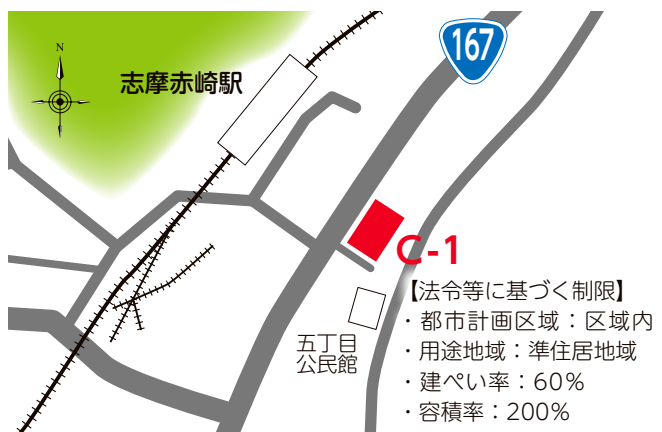 N
167
志摩赤崎駅
C-1
【法令等に基づく制限】
・都市計画区域：区域内
・用途地域：準住居地域
・建ぺい率：60%
・容積率：200%
五丁目
公民館